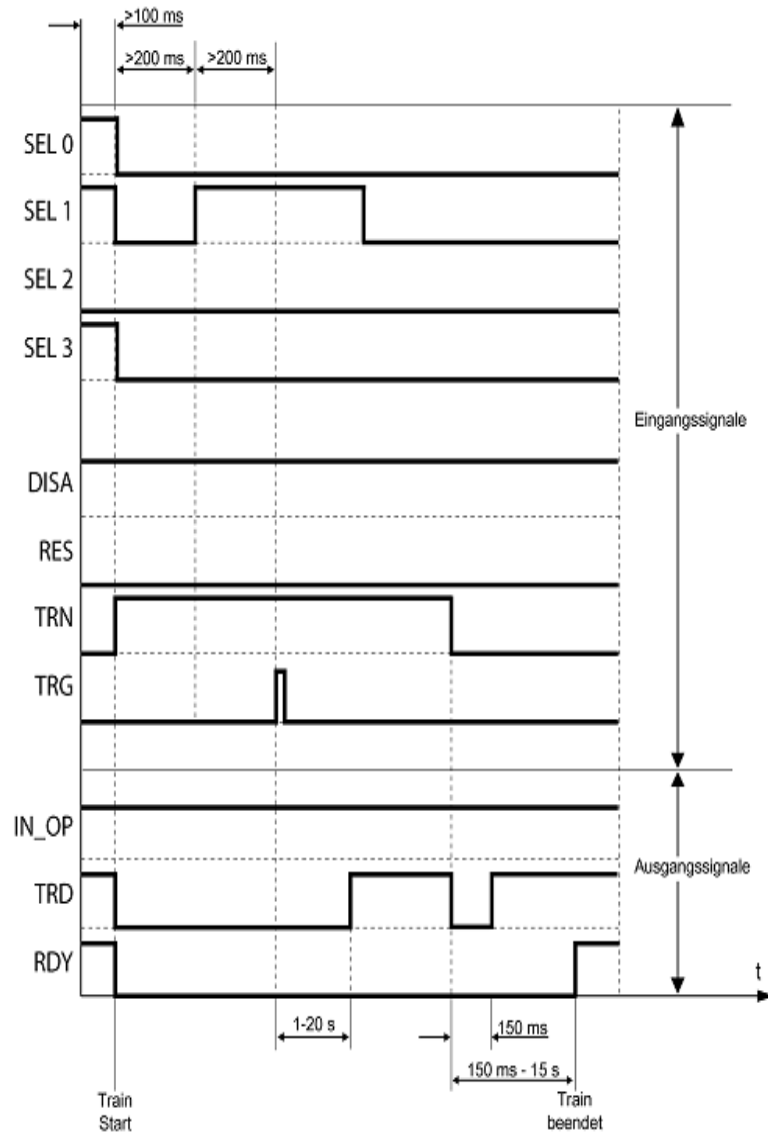 >100 ms
>200 ms >200 ms
SEL 0
SEL 1
SEL 2
SEL 3
Eingangssignale
DISA
RES
TRN
TRG
IN_OP
Ausgangssignale
TRD
RDY
t
1-20 s
150 ms
150 ms - 15 s
Train
Start
Train
beendet